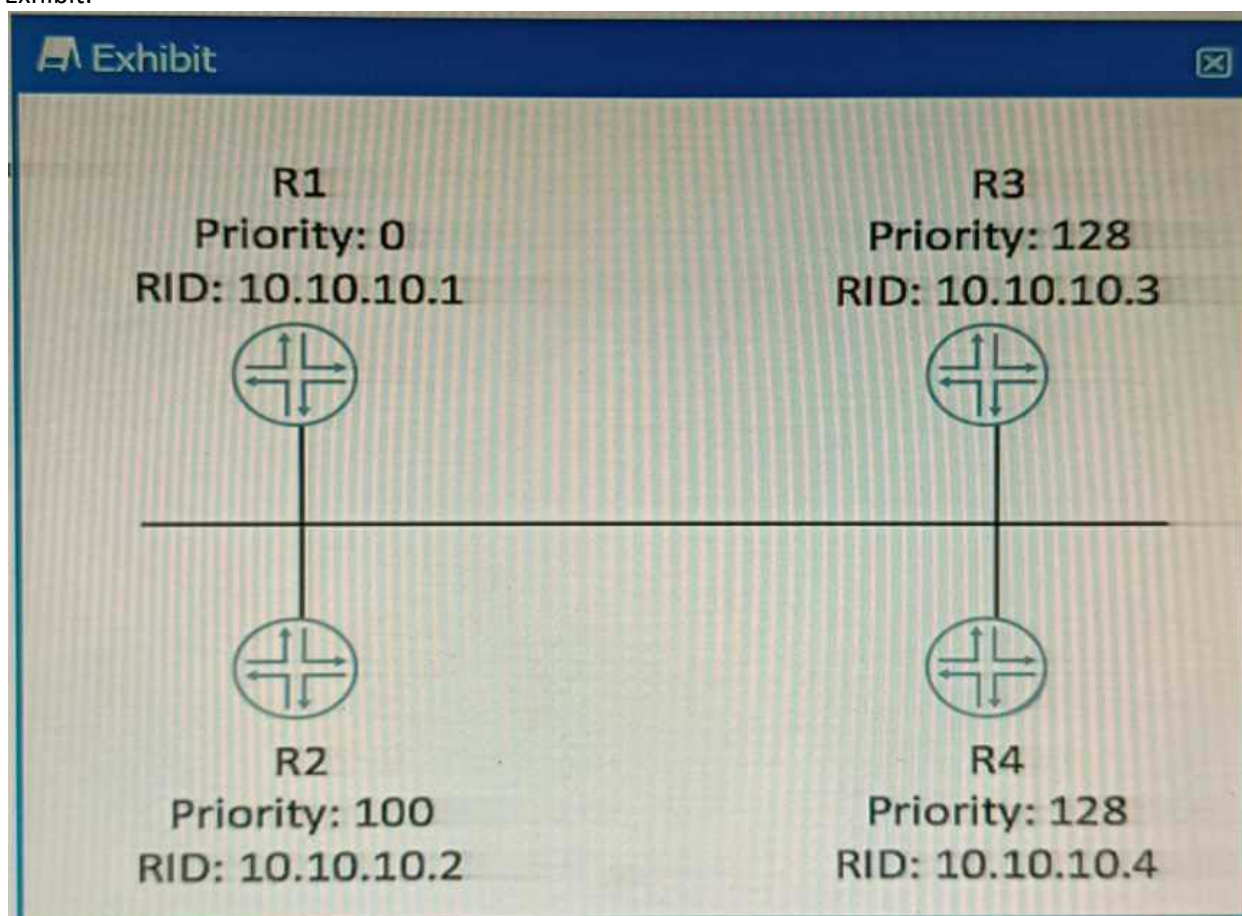 Exhibit
R1
Priority: 0
RID: 10.10.10.1
R3
Priority: 128
RID: 10.10.10.3
R2
Priority: 100
RID: 10.10.10.2
R4
Priority: 128
RID: 10.10.10.4